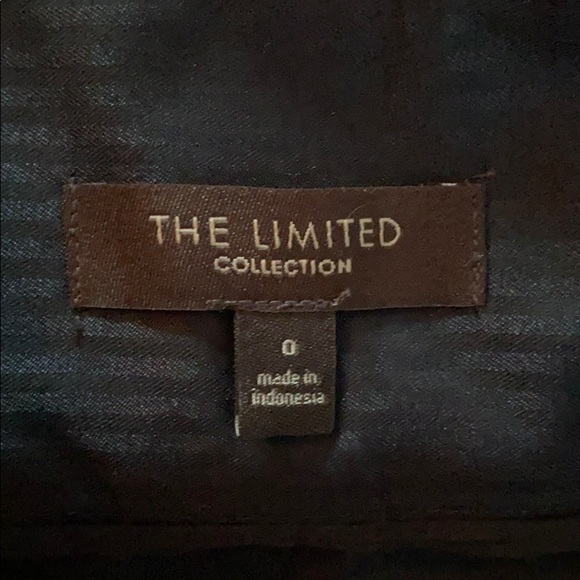 THE LIMITED
COLLECTION
0
made in
indonesia